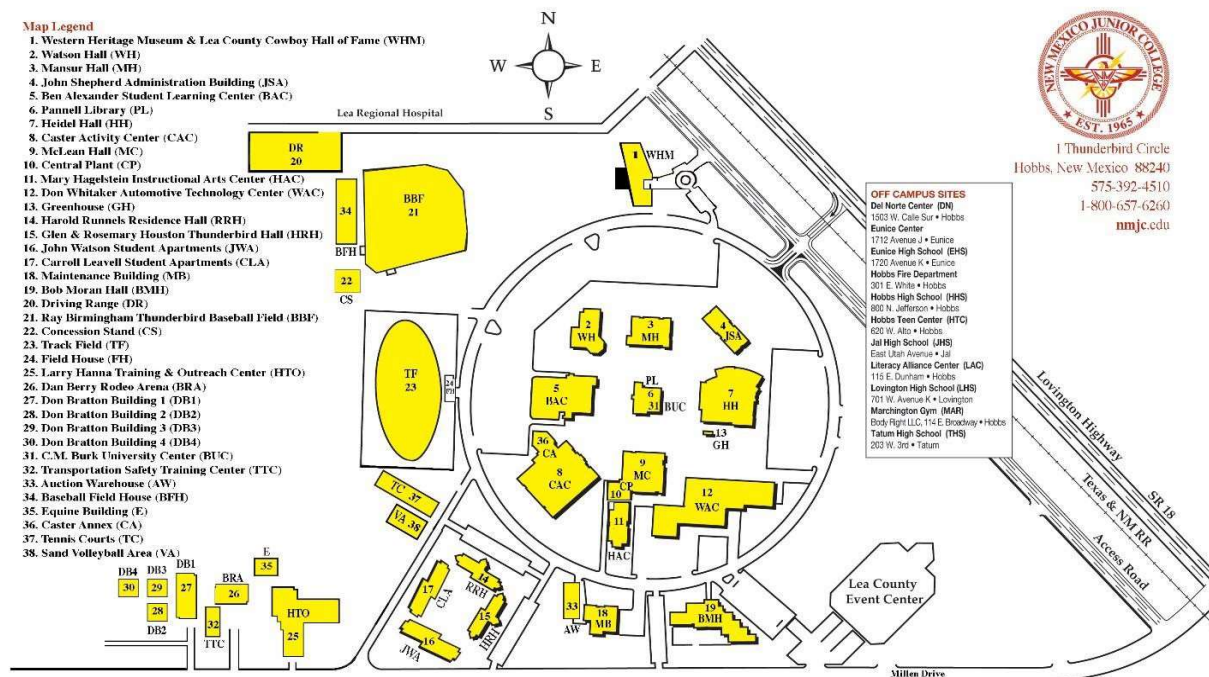 Map Legend
1. Western Heritage Museum & Lea County Cowboy Hall of Fame (WHM)
2. Watson Hall (WH)
3. Mansur Hall (MH)
4. John Shepherd Administration Building (JSA)
5. Ben Alexander Student Learning Center (BAC)
6. Pannell Library (PL)
7. Heidel Hall (HH)
8. Caster Activity Center (CAC)
9. McLean Hall (MC)
10. Central Plant (CP)
11. Mary Hagelstein Instructional Arts Center (HAC)
12. Don Whitaker Automotive Technology Center (WAC)
13. Greenhouse (GH)
14. Harold Runnels Residence Hall (RRH)
15. Glen & Rosemary Houston Thunderbird Hall (HRH)
16. John Watson Student Apartments (JWA)
17. Carroll Leavell Student Apartments (CLA)
18. Maintenance Building (MB)
19. Bob Moran Hall (BMH)
20. Driving Range (DR)
21. Ray Birmingham Thunderbird Baseball Field (BBF)
22. Concession Stand (CS)
23. Track Field (TF)
24. Field House (FH)
25. Larry Hanna Training & Outreach Center (HTO)
26. Dan Berry Rodeo Arena (BRA)
27. Don Bratton Building 1 (DB1)
28. Don Bratton Building 2 (DB2)
29. Don Bratton Building 3 (DB3)
30. Don Bratton Building 4 (DB4)
31. C.M. Burk University Center (BUC)
32. Transportation Safety Training Center (TTC)
33. Auction Warehouse (AW)
34. Baseball Field House (BFH)
35. Equine Building (E)
36. Caster Annex (CA)
37. Tennis Courts (TC)
38. Sand Volleyball Area (VA)
N
W
E
S
Lea Regional Hospital
DR
20
34
BFH
BBF
21
22
CS
1
WHM
2
WH
3
MH
4
JSA
TF
23
24
FH
5
BAC
PL
6
31
BUC
7
HH
13
GH
36
CA
8
CAC
9
MC
CP
10
11
HAC
12
WAC
TC 37
VA 38
E
35
DB4
30
DB3
29
DB1
27
BRA
26
28
DB2
32
TTC
HTO
25
17
CLA
14
RRH
15
HRH
16
JWA
33
AW
18
MB
19
BMH
Lea County
Event Center
Millen Drive
Lovington Highway
SR 18
Texas & NM RR
Access Road
NEW MEXICO JUNIOR COLLEGE
NM
EST. 1965
1 Thunderbird Circle
Hobbs, New Mexico 88240
575-392-4510
1-800-657-6260
nmjc.edu
OFF CAMPUS SITES
Del Norte Center (DN)
1503 W. Calle Sur • Hobbs
Eunice Center
1712 Avenue J • Eunice
Eunice High School (EHS)
1720 Avenue K • Eunice
Hobbs Fire Department
301 E. White • Hobbs
Hobbs High School (HHS)
800 N. Jefferson • Hobbs
Hobbs Teen Center (HTC)
620 W. Alto • Hobbs
Jal High School (JHS)
East Utah Avenue • Jal
Literacy Alliance Center (LAC)
115 E. Dunham • Hobbs
Lovington High School (LHS)
701 W. Avenue K • Lovington
Marchington Gym (MAR)
Body Right LLC, 114 E. Broadway • Hobbs
Tatum High School (THS)
203 W. 3rd • Tatum